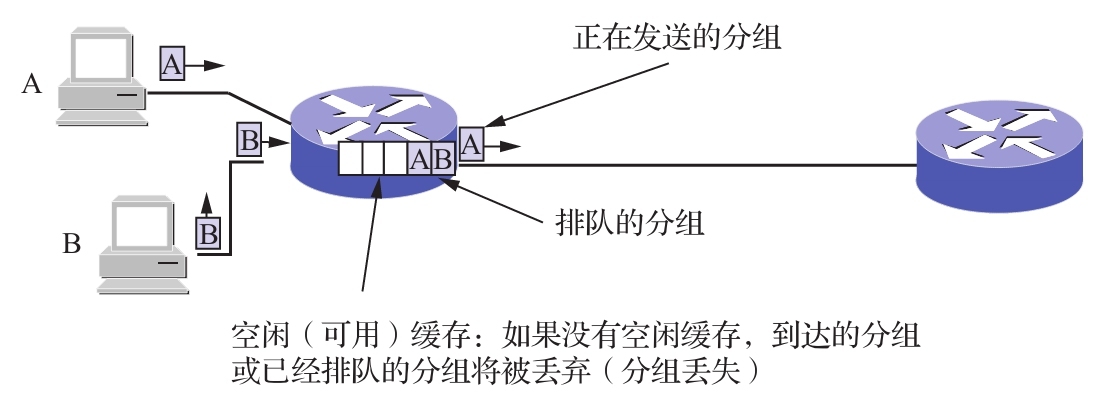 正在发送的分组
A
A
B
A
A B
B
B
排队的分组
空闲（可用）缓存：如果没有空闲缓存，到达的分组
或已经排队的分组将被丢弃（分组丢失）